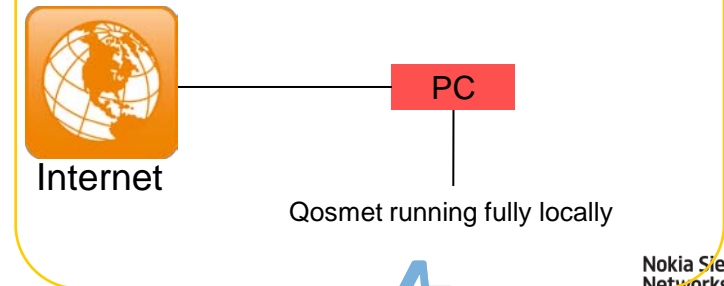 PC
Internet
Qosmet running fully locally
Nokia Sie
Networks